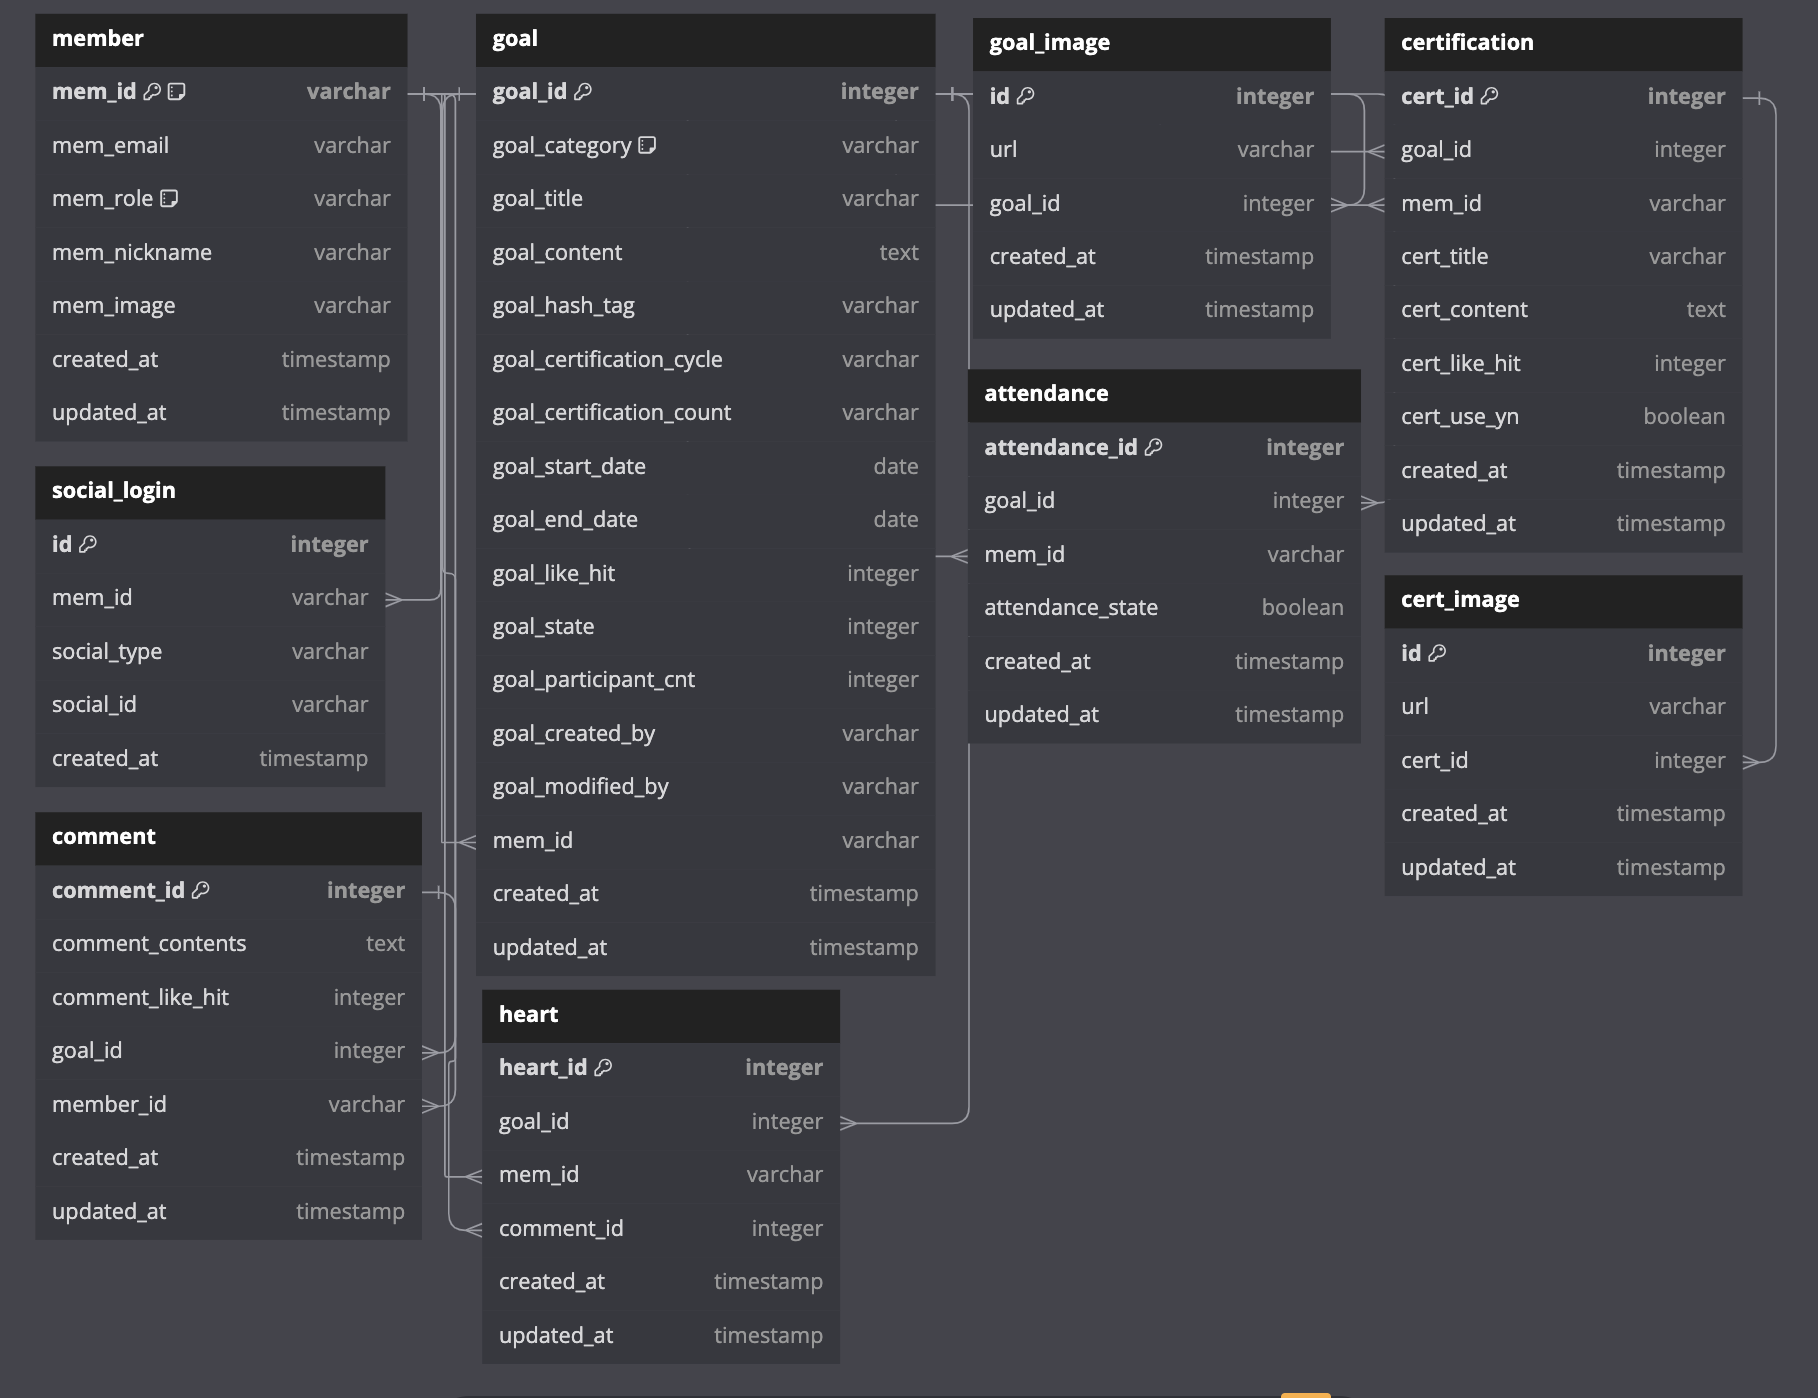 member
mem_id varchar
mem_email varchar
mem_role varchar
mem_nickname varchar
mem_image varchar
created_at timestamp
updated_at timestamp
social_login
id integer
mem_id varchar
social_type varchar
social_id varchar
created_at timestamp
comment
comment_id integer
comment_contents text
comment_like_hit integer
goal_id integer
member_id varchar
created_at timestamp
updated_at timestamp
goal
goal_id integer
goal_category varchar
goal_title varchar
goal_content text
goal_hash_tag varchar
goal_certification_cycle varchar
goal_certification_count varchar
goal_start_date date
goal_end_date date
goal_like_hit integer
goal_state integer
goal_participant_cnt integer
goal_created_by varchar
goal_modified_by varchar
mem_id varchar
created_at timestamp
updated_at timestamp
heart
heart_id integer
goal_id integer
mem_id varchar
comment_id integer
created_at timestamp
updated_at timestamp
goal_image
id integer
url varchar
goal_id integer
created_at timestamp
updated_at timestamp
attendance
attendance_id integer
goal_id integer
mem_id varchar
attendance_state boolean
created_at timestamp
updated_at timestamp
certification
cert_id integer
goal_id integer
mem_id varchar
cert_title varchar
cert_content text
cert_like_hit integer
cert_use_yn boolean
created_at timestamp
updated_at timestamp
cert_image
id integer
url varchar
cert_id integer
created_at timestamp
updated_at timestamp